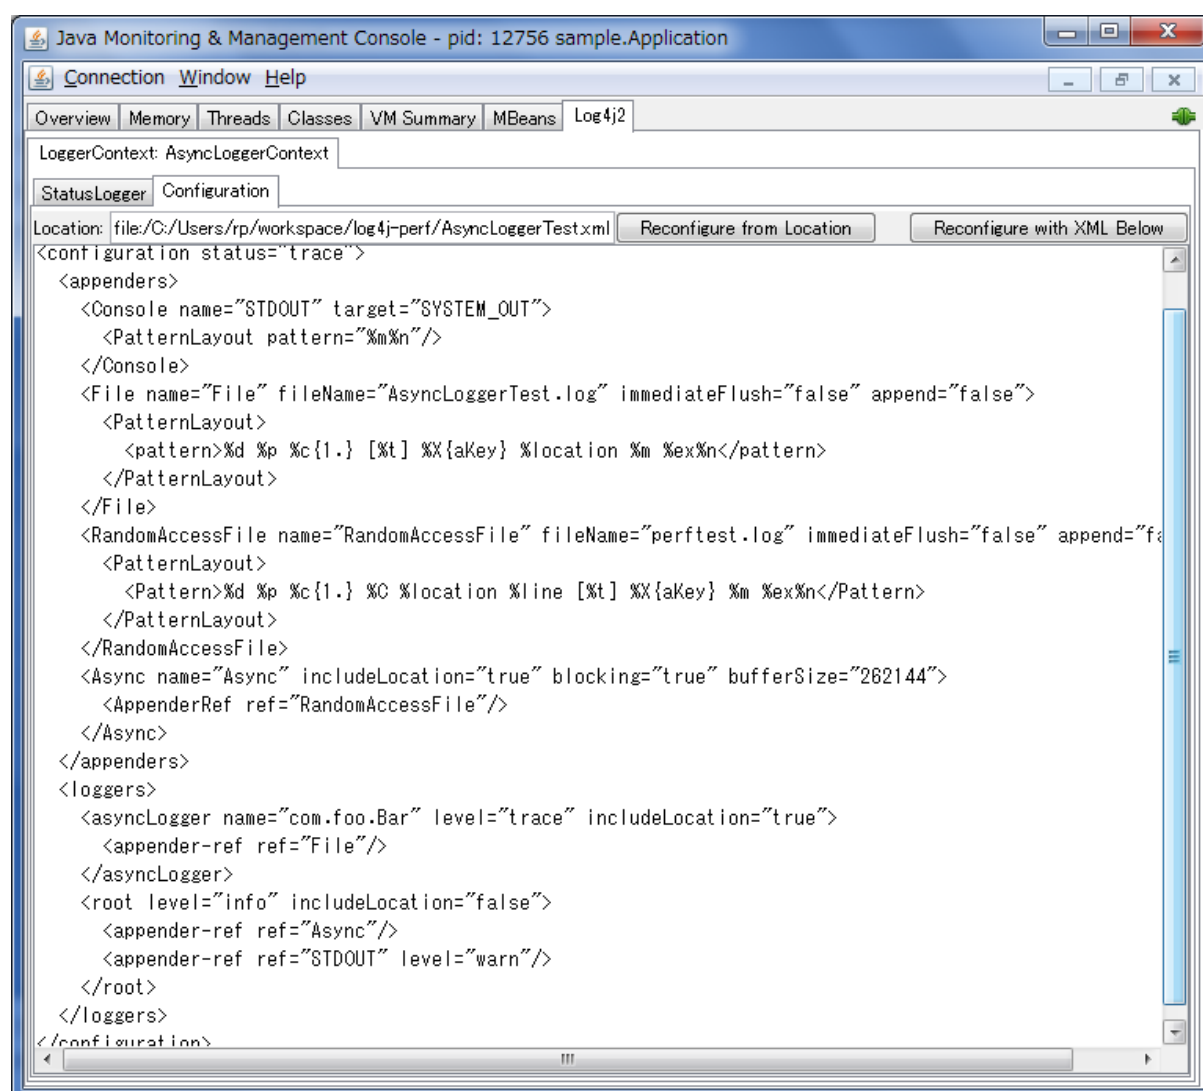 Java Monitoring & Management Console - pid: 12756 sample.Application
Connection Window Help
Overview Memory Threads Classes VM Summary MBeans Log4j2
LoggerContext: AsyncLoggerContext
StatusLogger Configuration
Location: file:/C:/Users/rp/workspace/log4j-perf/AsyncLoggerTest.xml Reconfigure from Location Reconfigure with XML Below
<configuration status="trace">
<appenders>
<Console name="STDOUT" target="SYSTEM_OUT">
<PatternLayout pattern="%m%n"/>
</Console>
<File name="File" fileName="AsyncLoggerTest.log" immediateFlush="false" append="false">
<PatternLayout>
<pattern>%d %p %c{1.} [%t] %X{aKey} %location %m %ex%n</pattern>
</PatternLayout>
</File>
<RandomAccessFile name="RandomAccessFile" fileName="perftest.log" immediateFlush="false" append="fa
<PatternLayout>
<Pattern>%d %p %c{1.} %C %location %line [%t] %X{aKey} %m %ex%n</Pattern>
</PatternLayout>
</RandomAccessFile>
<Async name="Async" includeLocation="true" blocking="true" bufferSize="262144">
<AppenderRef ref="RandomAccessFile"/>
</Async>
</appenders>
<loggers>
<asyncLogger name="com.foo.Bar" level="trace" includeLocation="true">
<appender-ref ref="File"/>
</asyncLogger>
<root level="info" includeLocation="false">
<appender-ref ref="Async"/>
<appender-ref ref="STDOUT" level="warn"/>
</root>
</loggers>
</configuration>